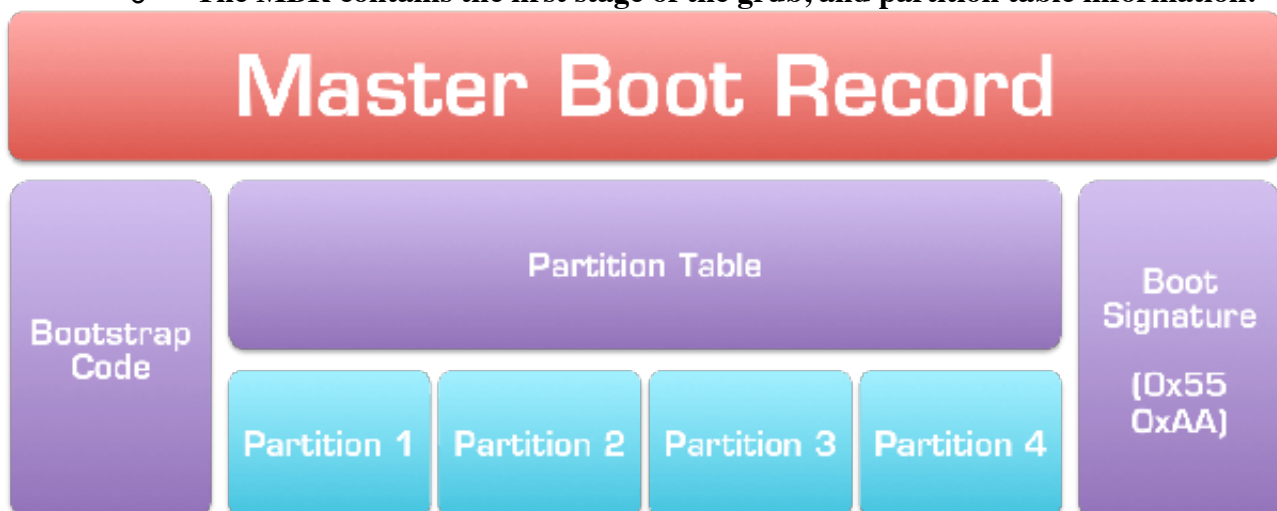 The MBR contains the first stage of the grub, and partition table information.
Master Boot Record
Bootstrap
Code
Partition Table
Partition 1
Partition 2
Partition 3
Partition 4
Boot
Signature
(0x55
0xAA)